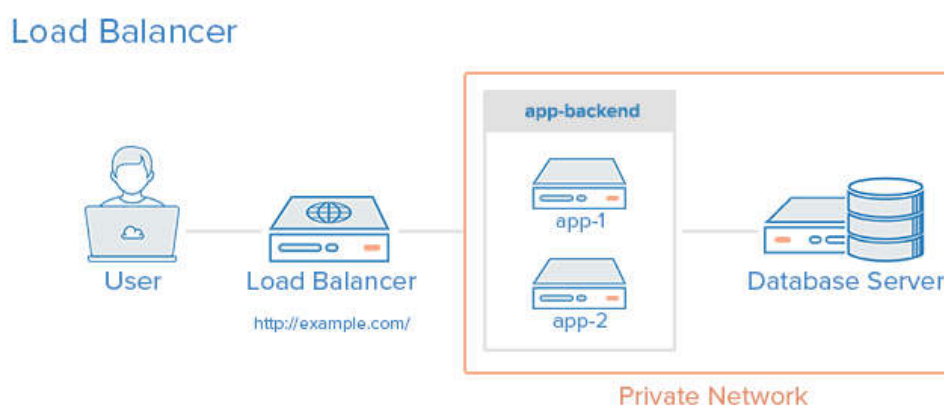 Load Balancer
app-backend
app-1
app-2
User
Load Balancer
http://example.com/
Database Server
Private Network